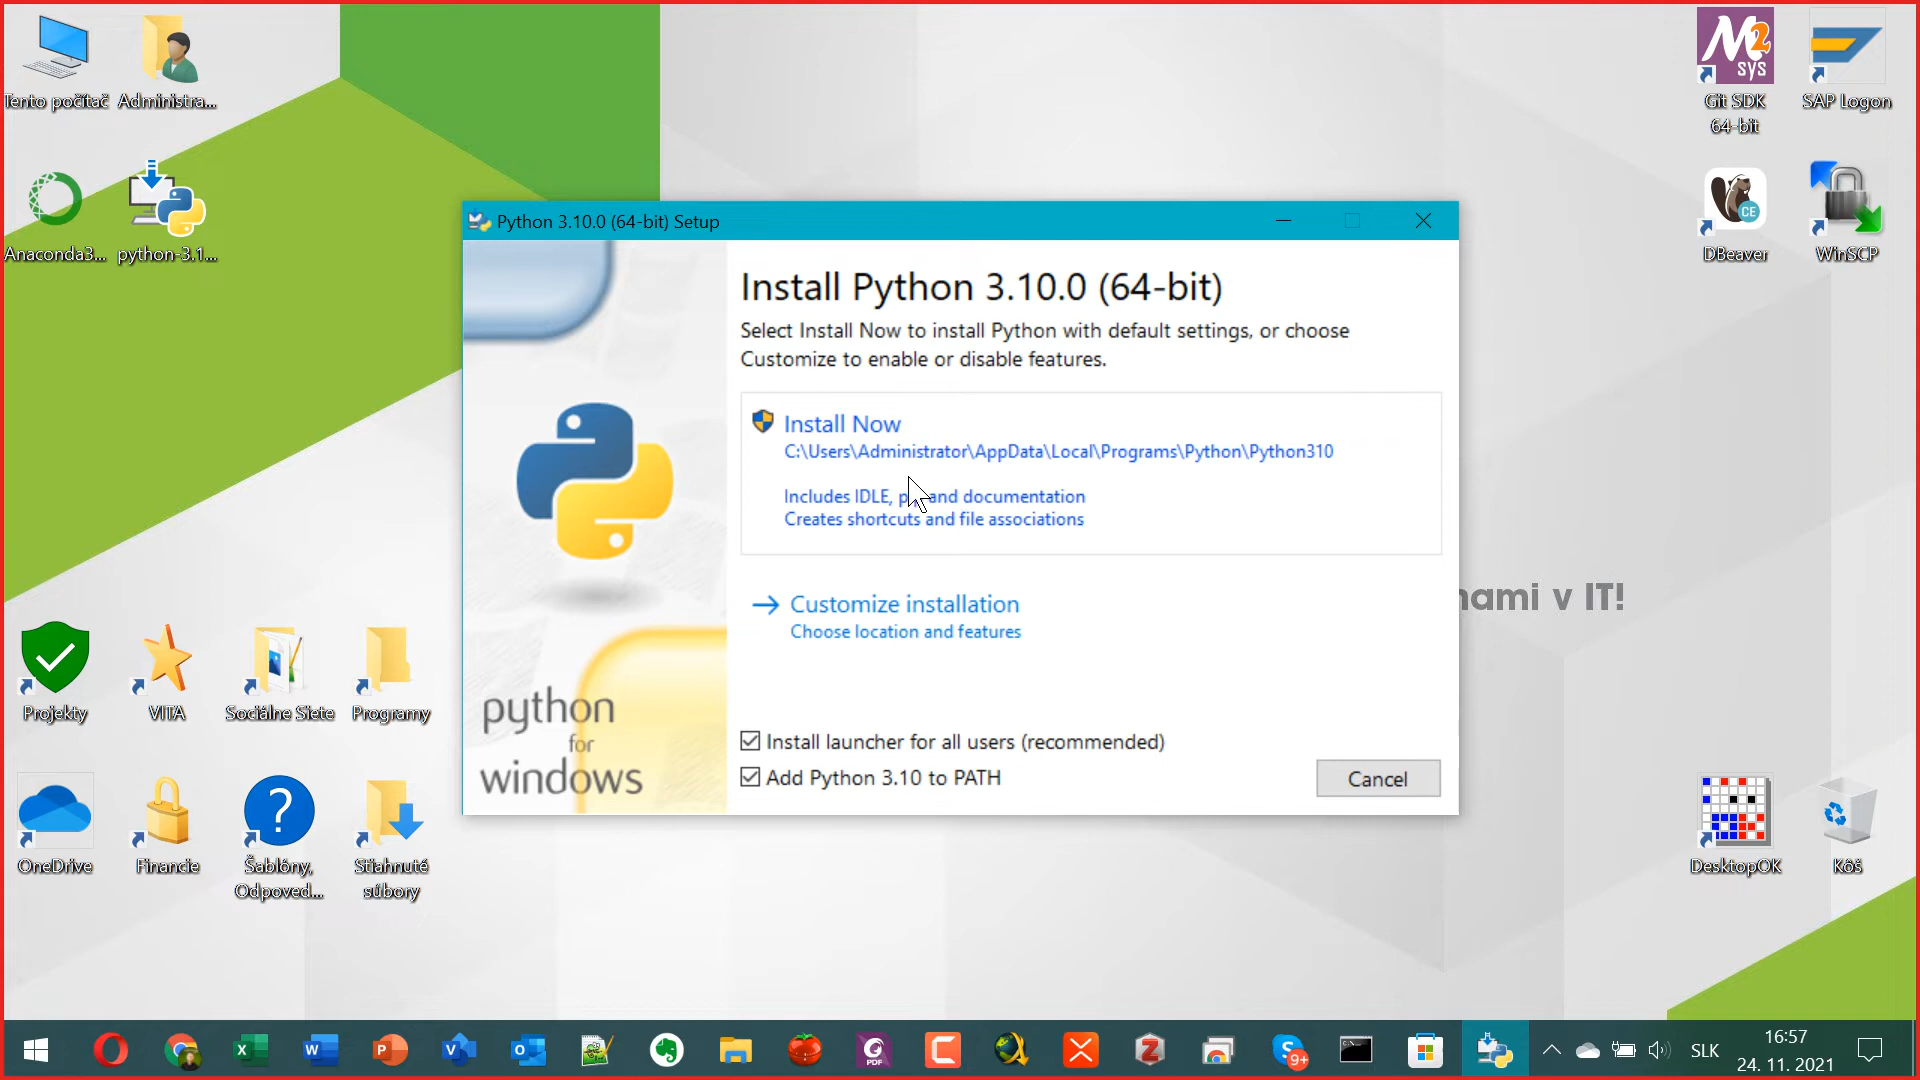 Tento počítač
Administra...
Git SDK
64-bit
SAP Logon
Anaconda3...
python-3.1...
DBeaver
WinSCP
Python 3.10.0 (64-bit) Setup
Install Python 3.10.0 (64-bit)
Select Install Now to install Python with default settings, or choose
Customize to enable or disable features.
Install Now
C:\Users\Administrator\AppData\Local\Programs\Python\Python310
Includes IDLE, and documentation
Creates shortcuts and file associations
Customize installation
Choose location and features
python
for
windows
Install launcher for all users (recommended)
Add Python 3.10 to PATH
Cancel
nami v IT!
Projekty
VITA
Sociálne Siete
Programy
OneDrive
Financie
Šablóny,
Odpoved...
Stiahnuté
súbory
DesktopOK
Kôš
SLK
16:57
24. 11. 2021